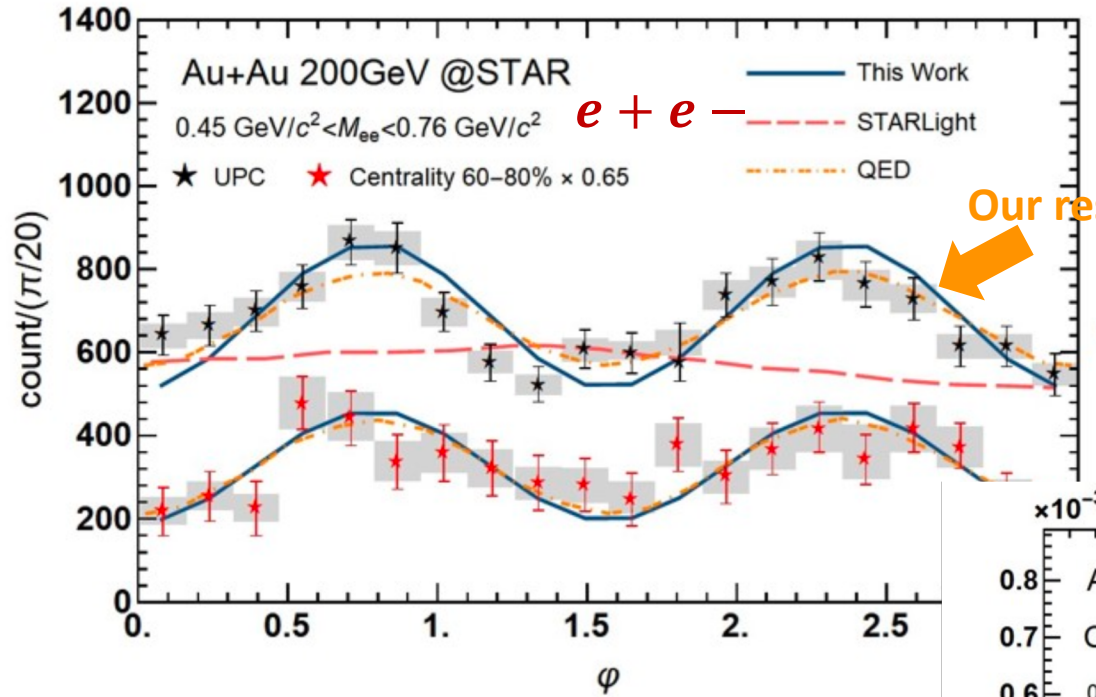 1400
1200
1000
800
600
400
200
0
count/(π/20)
Au+Au 200GeV @STAR
0.45 GeV/c²<Mee<0.76 GeV/c²
★ UPC ★ Centrality 60–80% × 0.65
e + e −
This Work
STARLight
QED
Our re
0. 0.5 1. 1.5 2. 2.5
φ
×10⁻
0.8
0.7
0.6